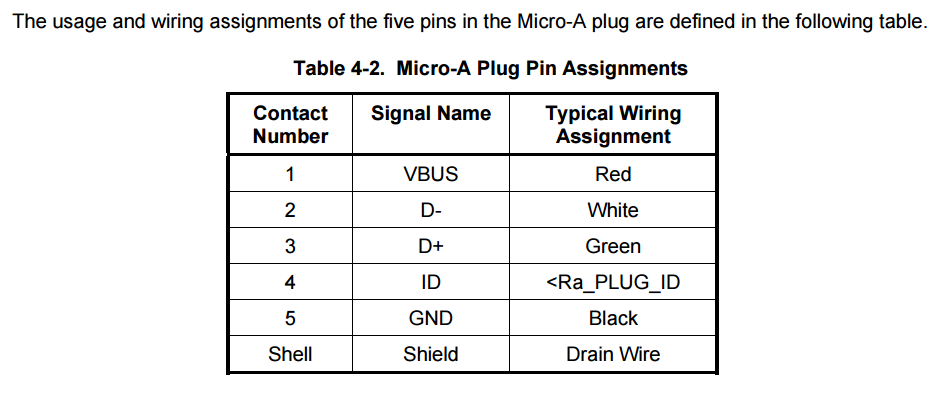 The usage and wiring assignments of the five pins in the Micro-A plug are defined in the following table.
Table 4-2. Micro-A Plug Pin Assignments
Contact Number Signal Name Typical Wiring Assignment
1 VBUS Red
2 D- White
3 D+ Green
4 ID <Ra_PLUG_ID
5 GND Black
Shell Shield Drain Wire